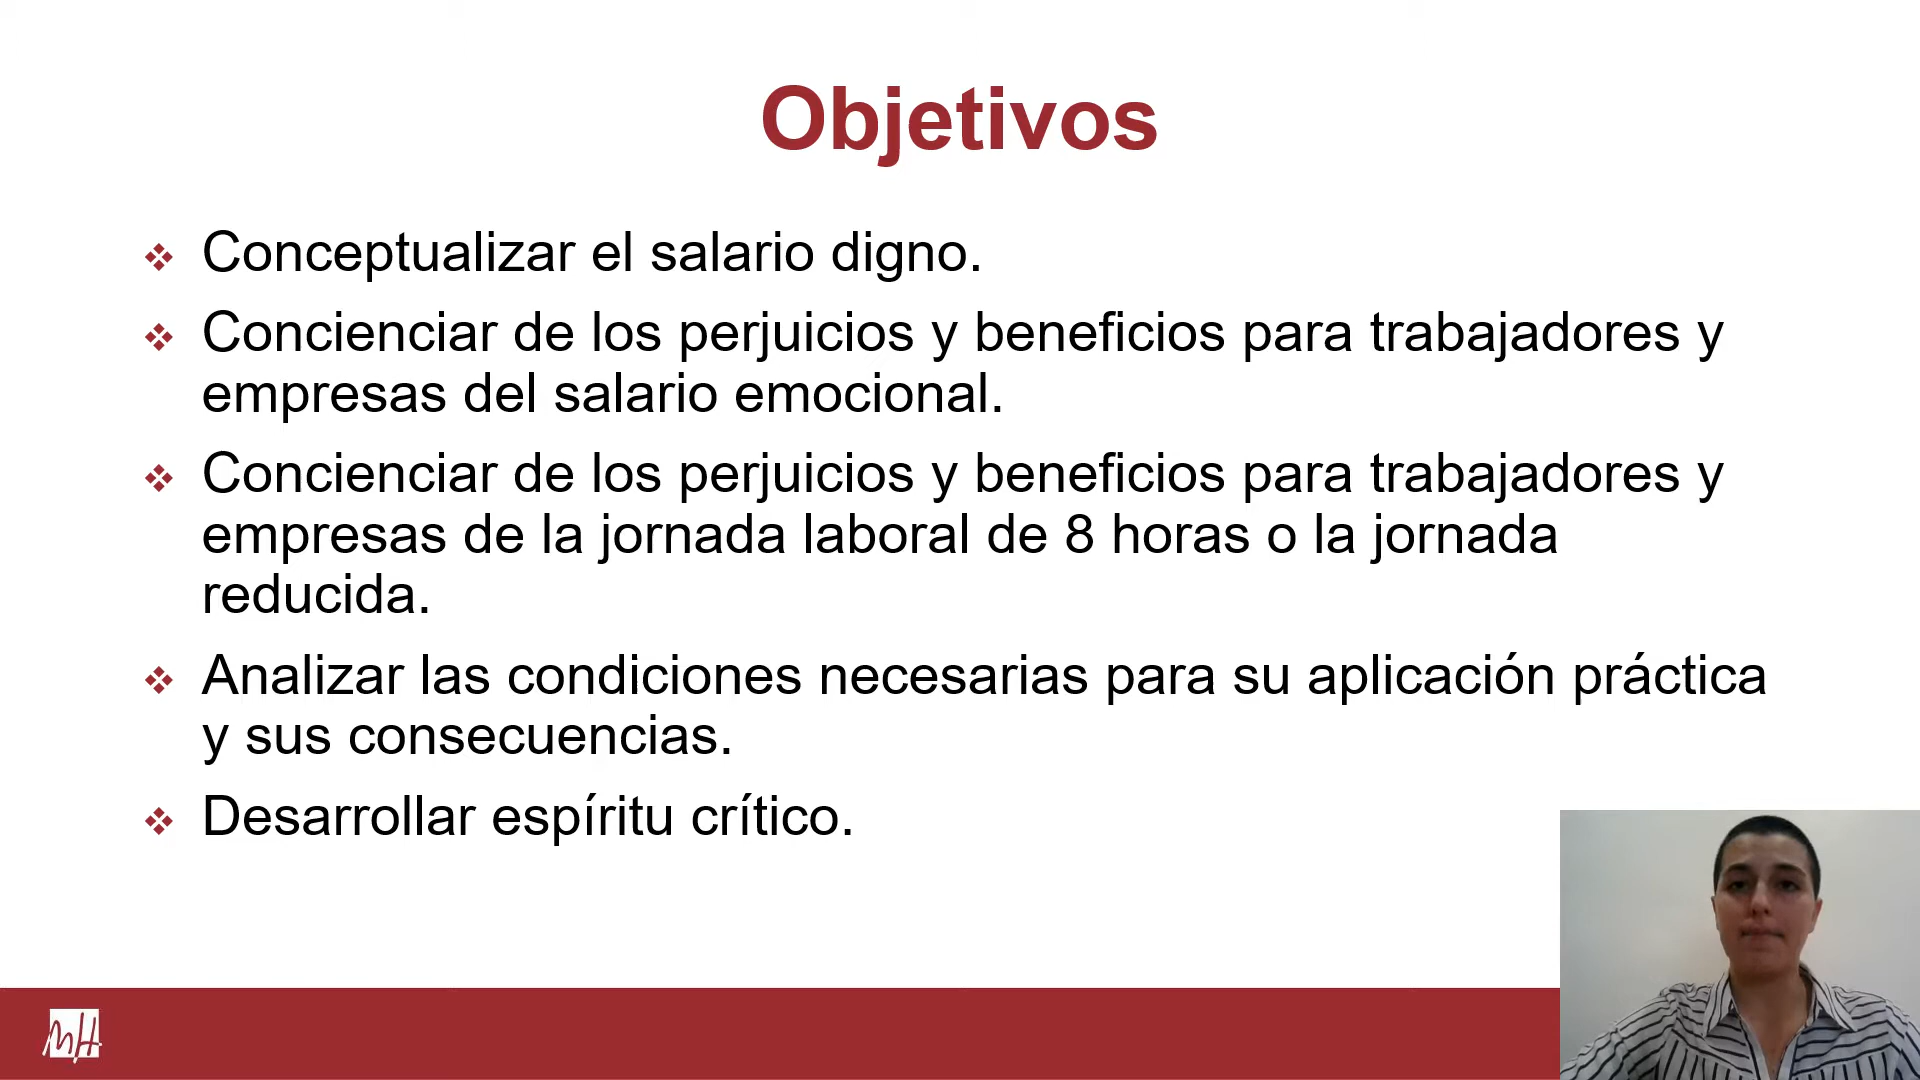 Objetivos
Conceptualizar el salario digno.
Concienciar de los perjuicios y beneficios para trabajadores y
empresas del salario emocional.
Concienciar de los perjuicios y beneficios para trabajadores y
empresas de la jornada laboral de 8 horas o la jornada
reducida.
Analizar las condiciones necesarias para su aplicación práctica
y sus consecuencias.
Desarrollar espíritu crítico.
MH